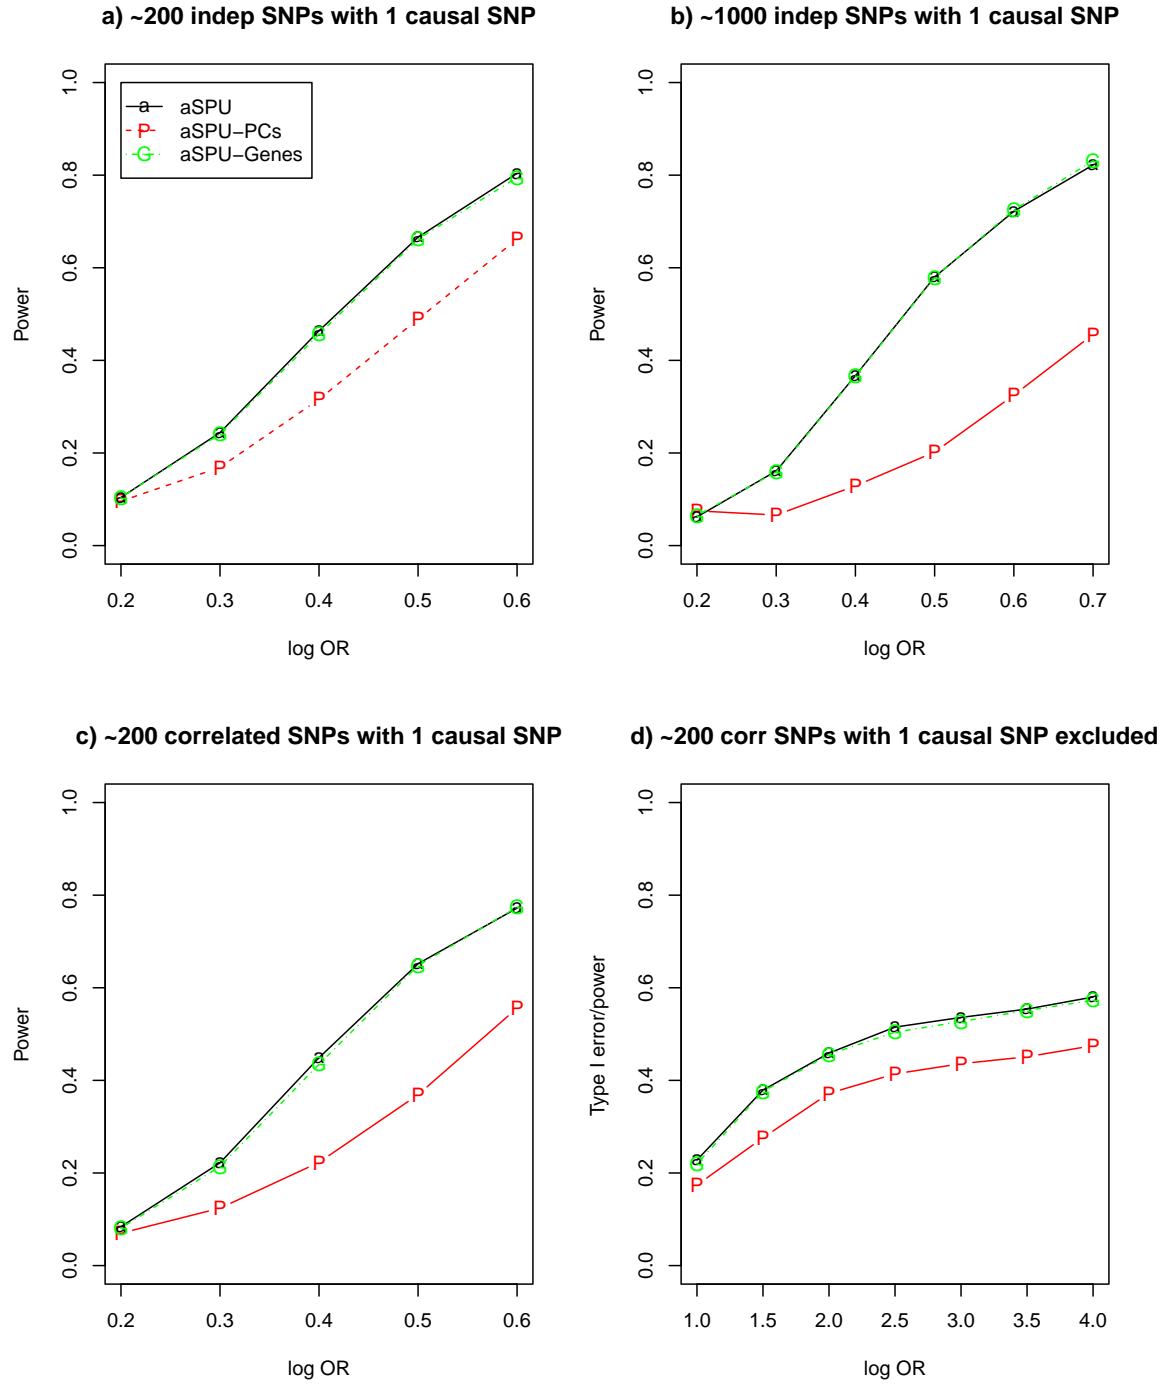 a) ~200 indep SNPs with 1 causal SNP
1.0
0.8
0.6
0.4
0.2
0.0
Power
a aSPU
P aSPU−PCs
G aSPU−Genes
a a a a a
P P P P P
G G G G G
0.2 0.3 0.4 0.5 0.6
log OR
b) ~1000 indep SNPs with 1 causal SNP
1.0
0.8
0.6
0.4
0.2
0.0
Power
a a a a a a
P P P P P P
G G G G G G
0.2 0.3 0.4 0.5 0.6 0.7
log OR
c) ~200 correlated SNPs with 1 causal SNP
1.0
0.8
0.6
0.4
0.2
0.0
Power
a a a a a
P P P P P
G G G G G
0.2 0.3 0.4 0.5 0.6
log OR
d) ~200 corr SNPs with 1 causal SNP excluded
1.0
0.8
0.6
0.4
0.2
0.0
Type I error/power
a a a a a a a
P P P P P P P
G G G G G G G
1.0 1.5 2.0 2.5 3.0 3.5 4.0
log OR